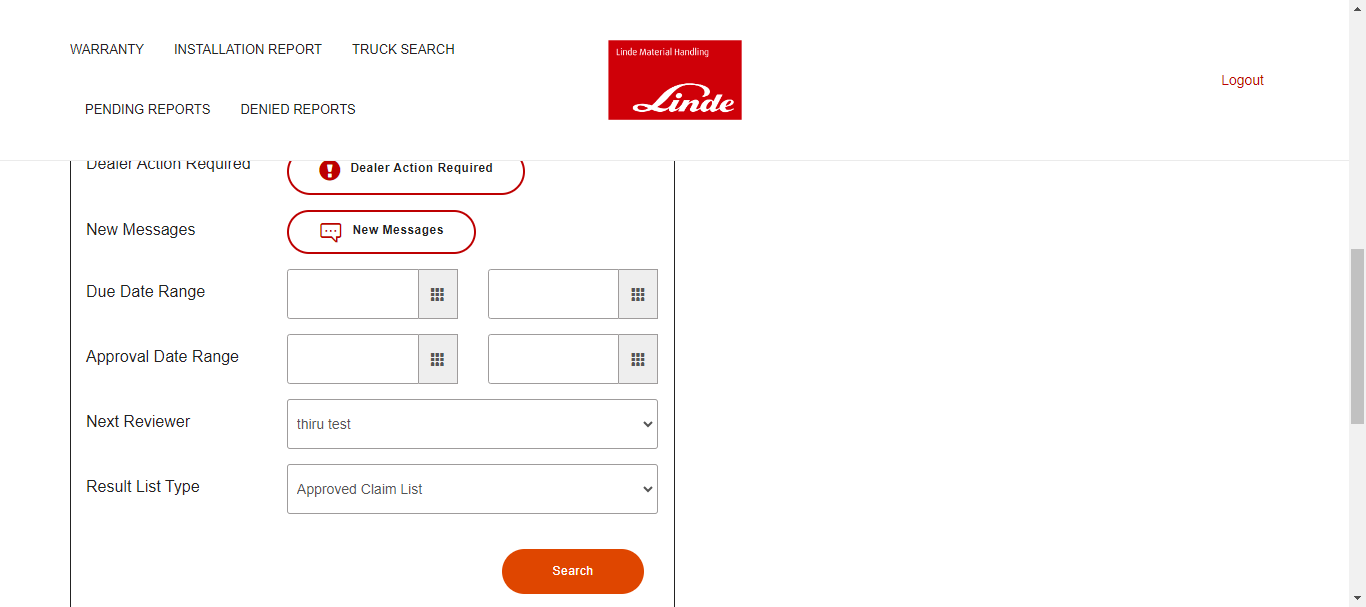 WARRANTY INSTALLATION REPORT TRUCK SEARCH
Linde Material Handling
Linde
Logout
PENDING REPORTS DENIED REPORTS
Dealer Action Required Dealer Action Required
New Messages New Messages
Due Date Range
Approval Date Range
Next Reviewer thiru test
Result List Type Approved Claim List
Search